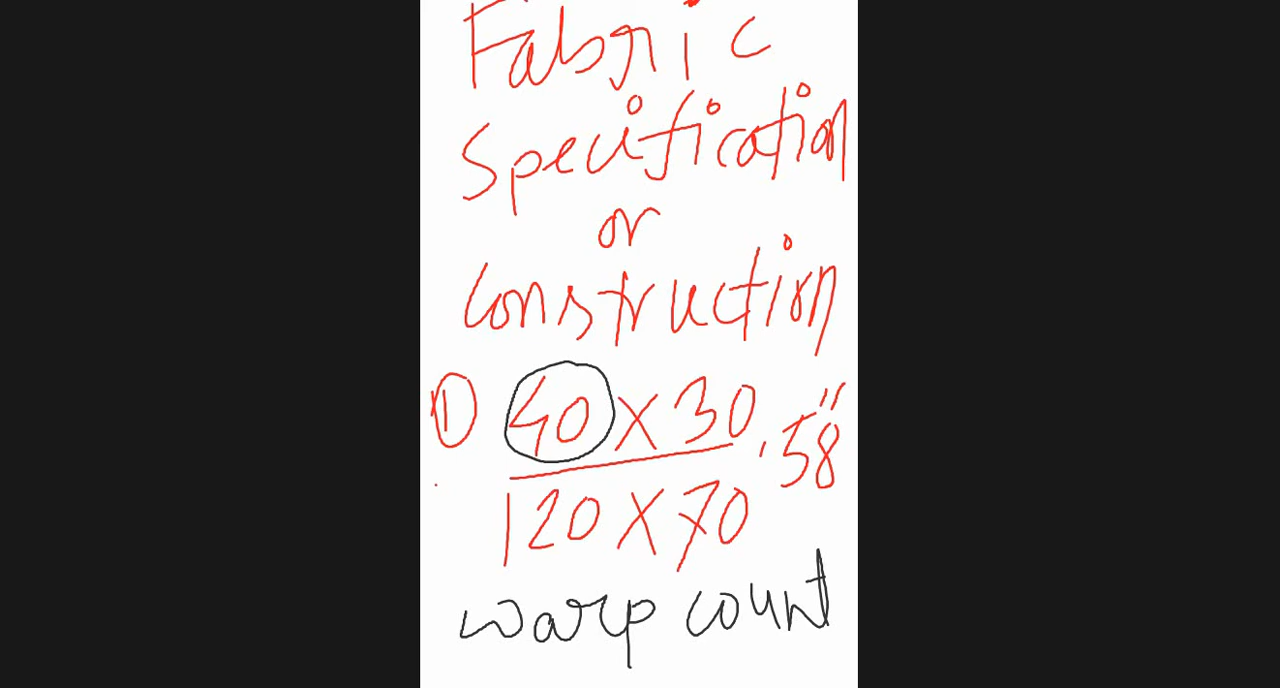 Fabric
Specification
or
Construction
① 40 X 30, 58"
120 X 70
warp count